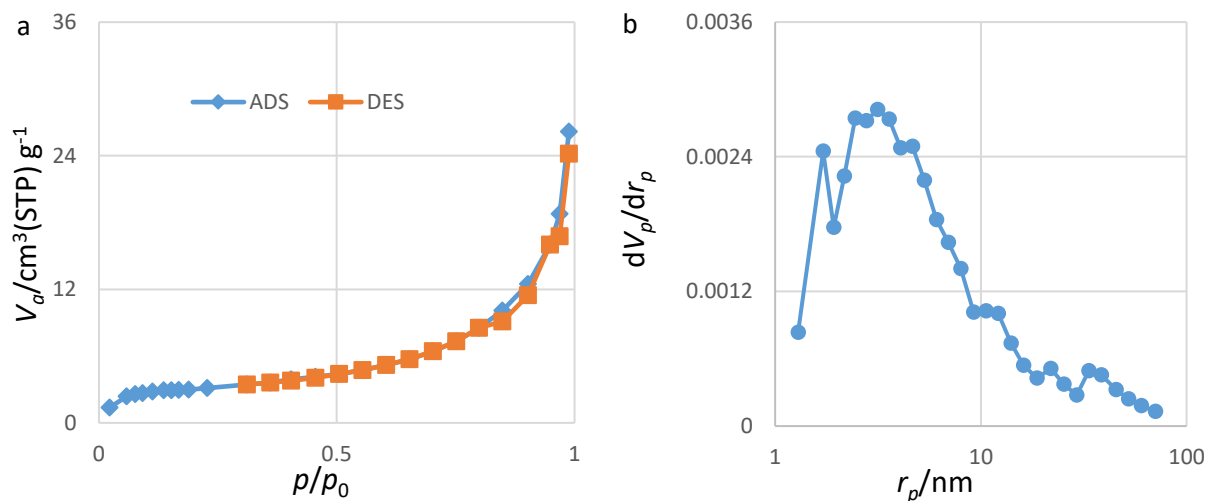 a
36
24
12
0
0
0.5
1
ADS
DES
Vₐ/cm³(STP) g⁻¹
p/p₀
b
0.0036
0.0024
0.0012
0
1
10
100
dVₚ/drₚ
rₚ/nm